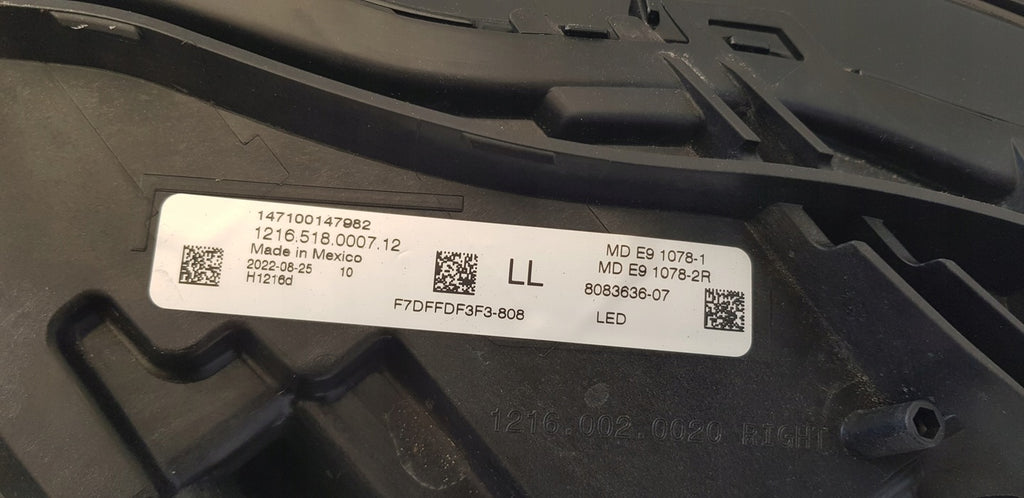 147100147982
1216.518.0007.12
Made in Mexico
2022-08-25 10
H1216d
LL
F7DFFDF3F3-808
MD E9 1078-1
MD E9 1078-2R
8083636-07
LED
1216.002.0020 RIGHT